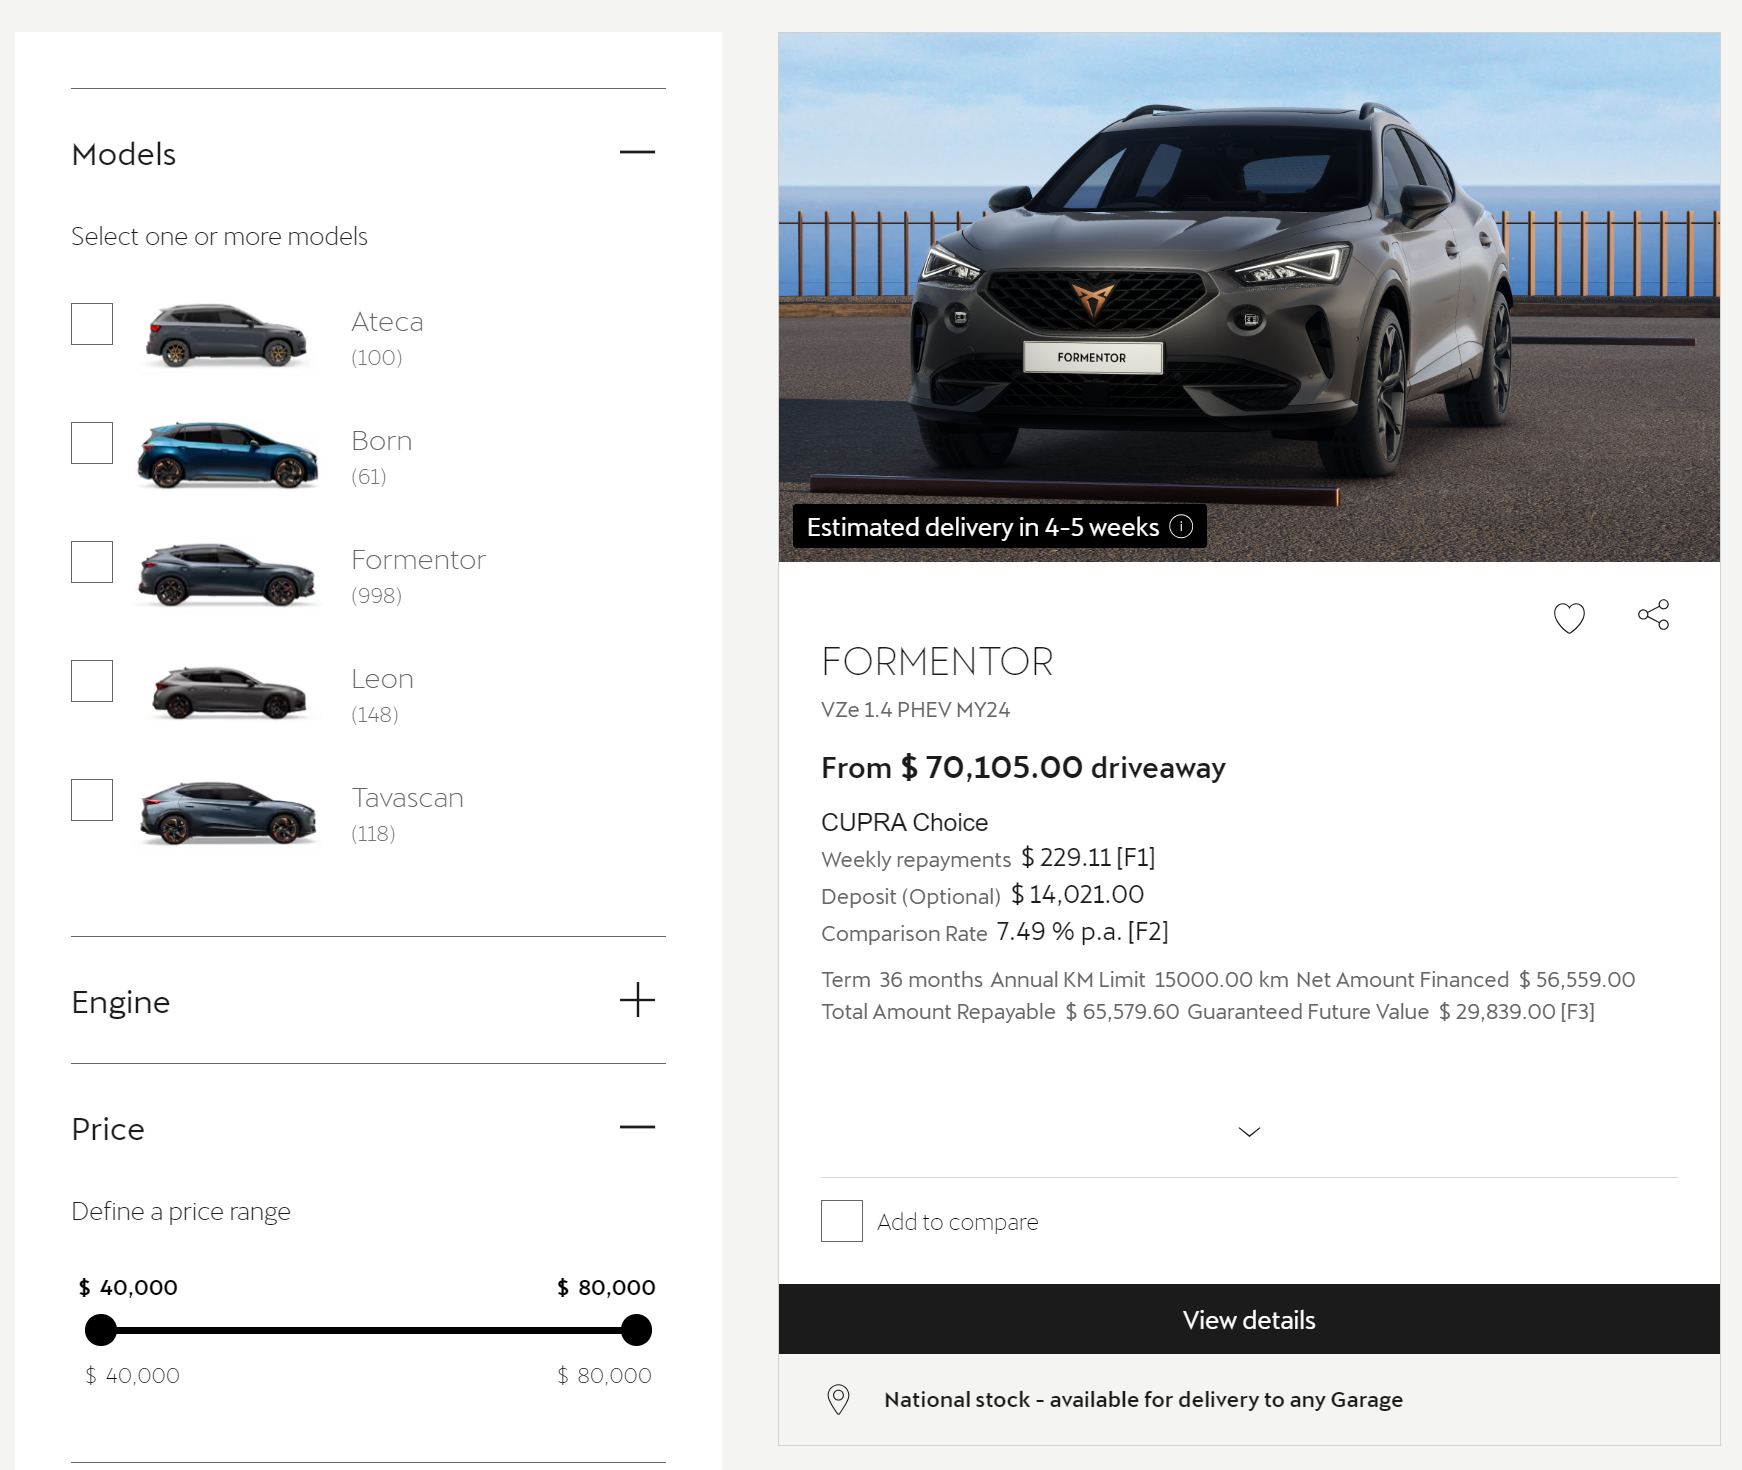 Models
Select one or more models
Ateca
(100)
Born
(61)
Formentor
(998)
Leon
(148)
Tavascan
(118)
Engine
Price
Define a price range
$ 40,000 $ 80,000
$ 40,000 $ 80,000
FORMENTOR
Estimated delivery in 4-5 weeks
FORMENTOR
VZe 1.4 PHEV MY24
From $ 70,105.00 driveaway
CUPRA Choice
Weekly repayments $ 229.11 [F1]
Deposit (Optional) $ 14,021.00
Comparison Rate 7.49 % p.a. [F2]
Term 36 months Annual KM Limit 15000.00 km Net Amount Financed $ 56,559.00
Total Amount Repayable $ 65,579.60 Guaranteed Future Value $ 29,839.00 [F3]
Add to compare
View details
National stock - available for delivery to any Garage